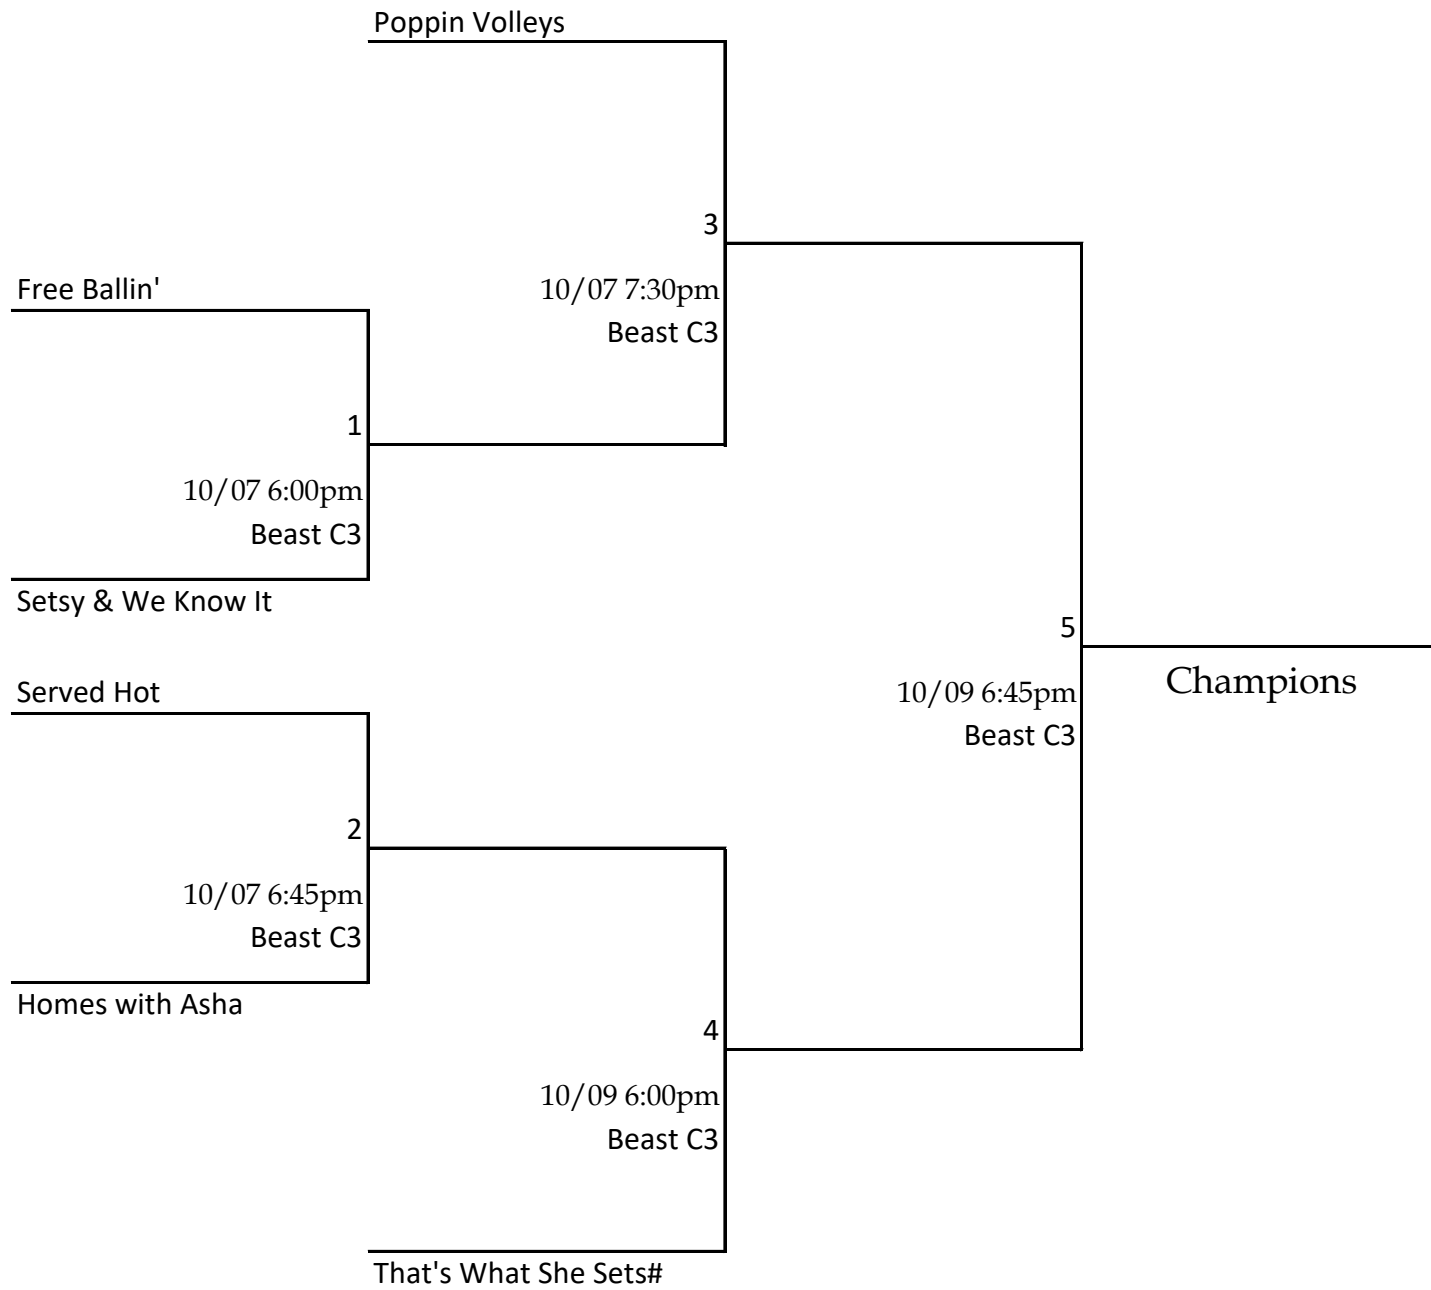 Poppin Volleys
3
10/07 7:30pm
Beast C3
Free Ballin'
1
10/07 6:00pm
Beast C3
Setsy & We Know It
5
10/09 6:45pm
Beast C3
Champions
Served Hot
2
10/07 6:45pm
Beast C3
Homes with Asha
4
10/09 6:00pm
Beast C3
That's What She Sets#